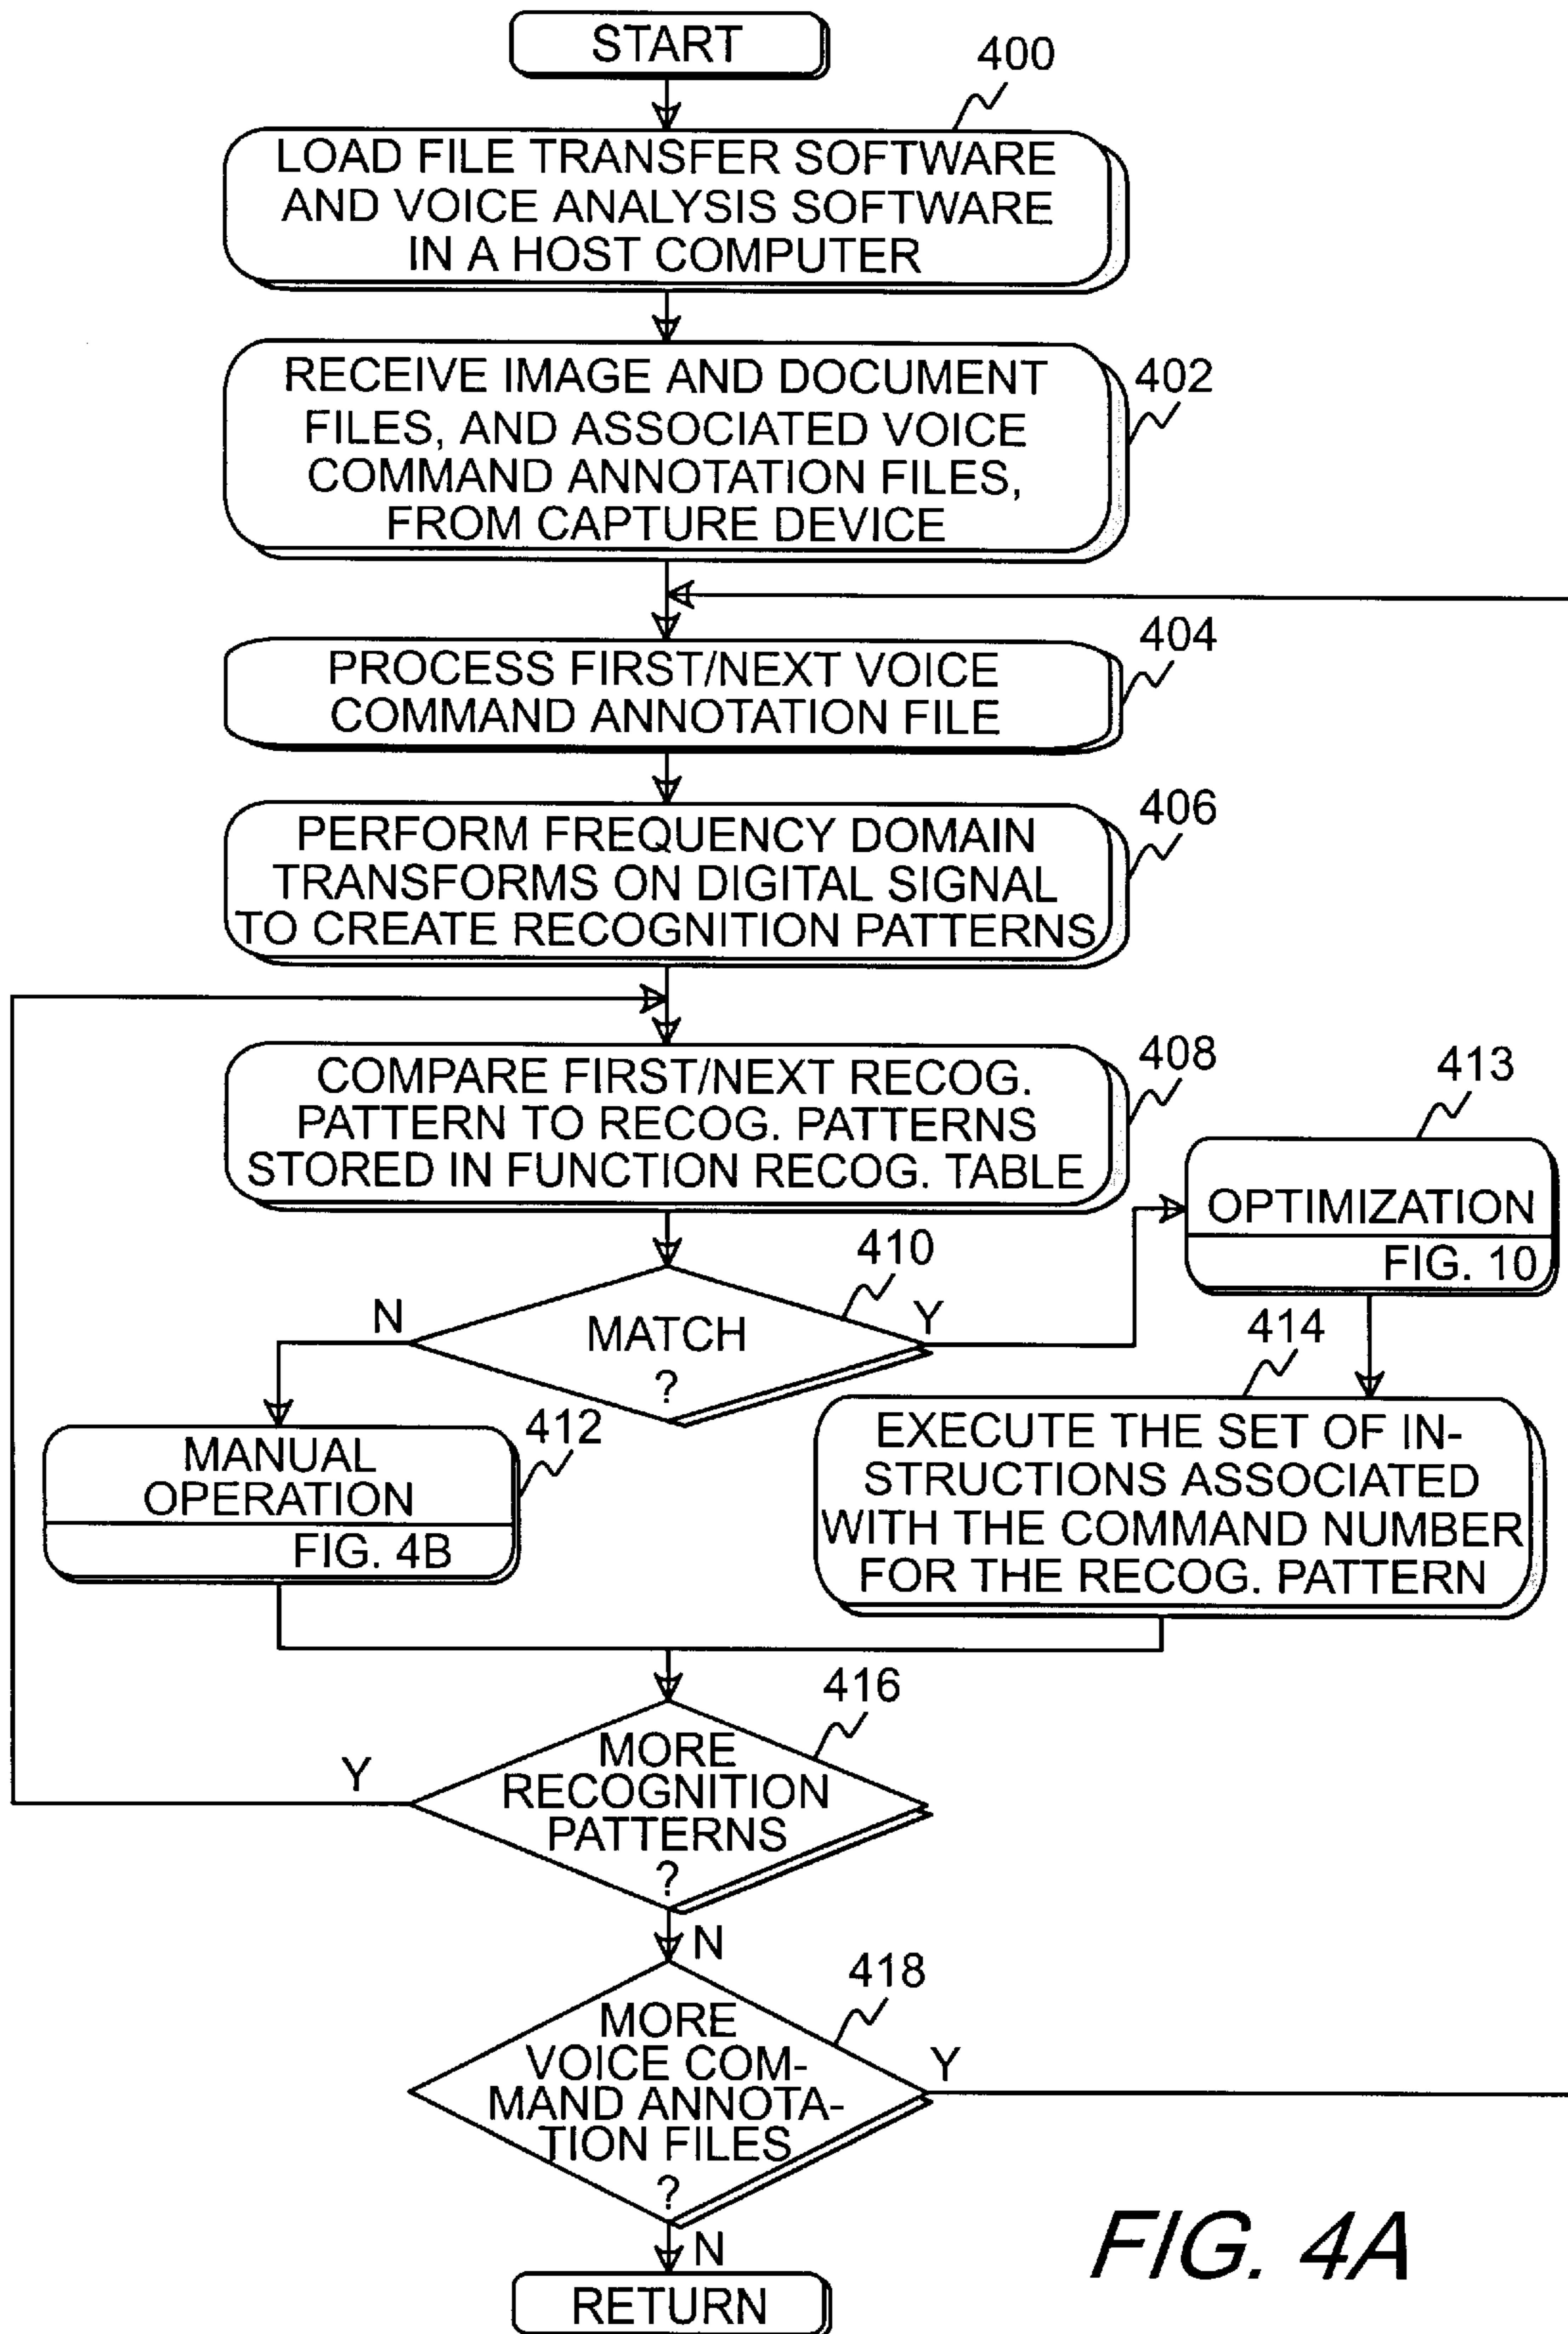 START
400
LOAD FILE TRANSFER SOFTWARE
AND VOICE ANALYSIS SOFTWARE
IN A HOST COMPUTER
RECEIVE IMAGE AND DOCUMENT
FILES, AND ASSOCIATED VOICE
COMMAND ANNOTATION FILES,
FROM CAPTURE DEVICE
402
PROCESS FIRST/NEXT VOICE
COMMAND ANNOTATION FILE
404
PERFORM FREQUENCY DOMAIN
TRANSFORMS ON DIGITAL SIGNAL
TO CREATE RECOGNITION PATTERNS
406
COMPARE FIRST/NEXT RECOG.
PATTERN TO RECOG. PATTERNS
STORED IN FUNCTION RECOG. TABLE
408
413
OPTIMIZATION
FIG. 10
410
N
MATCH
?
Y
414
412
MANUAL
OPERATION
FIG. 4B
EXECUTE THE SET OF IN-
STRUCTIONS ASSOCIATED
WITH THE COMMAND NUMBER
FOR THE RECOG. PATTERN
416
Y
MORE
RECOGNITION
PATTERNS
?
N
418
MORE
VOICE COM-
MAND ANNOTA-
TION FILES
?
Y
N
RETURN
FIG. 4A